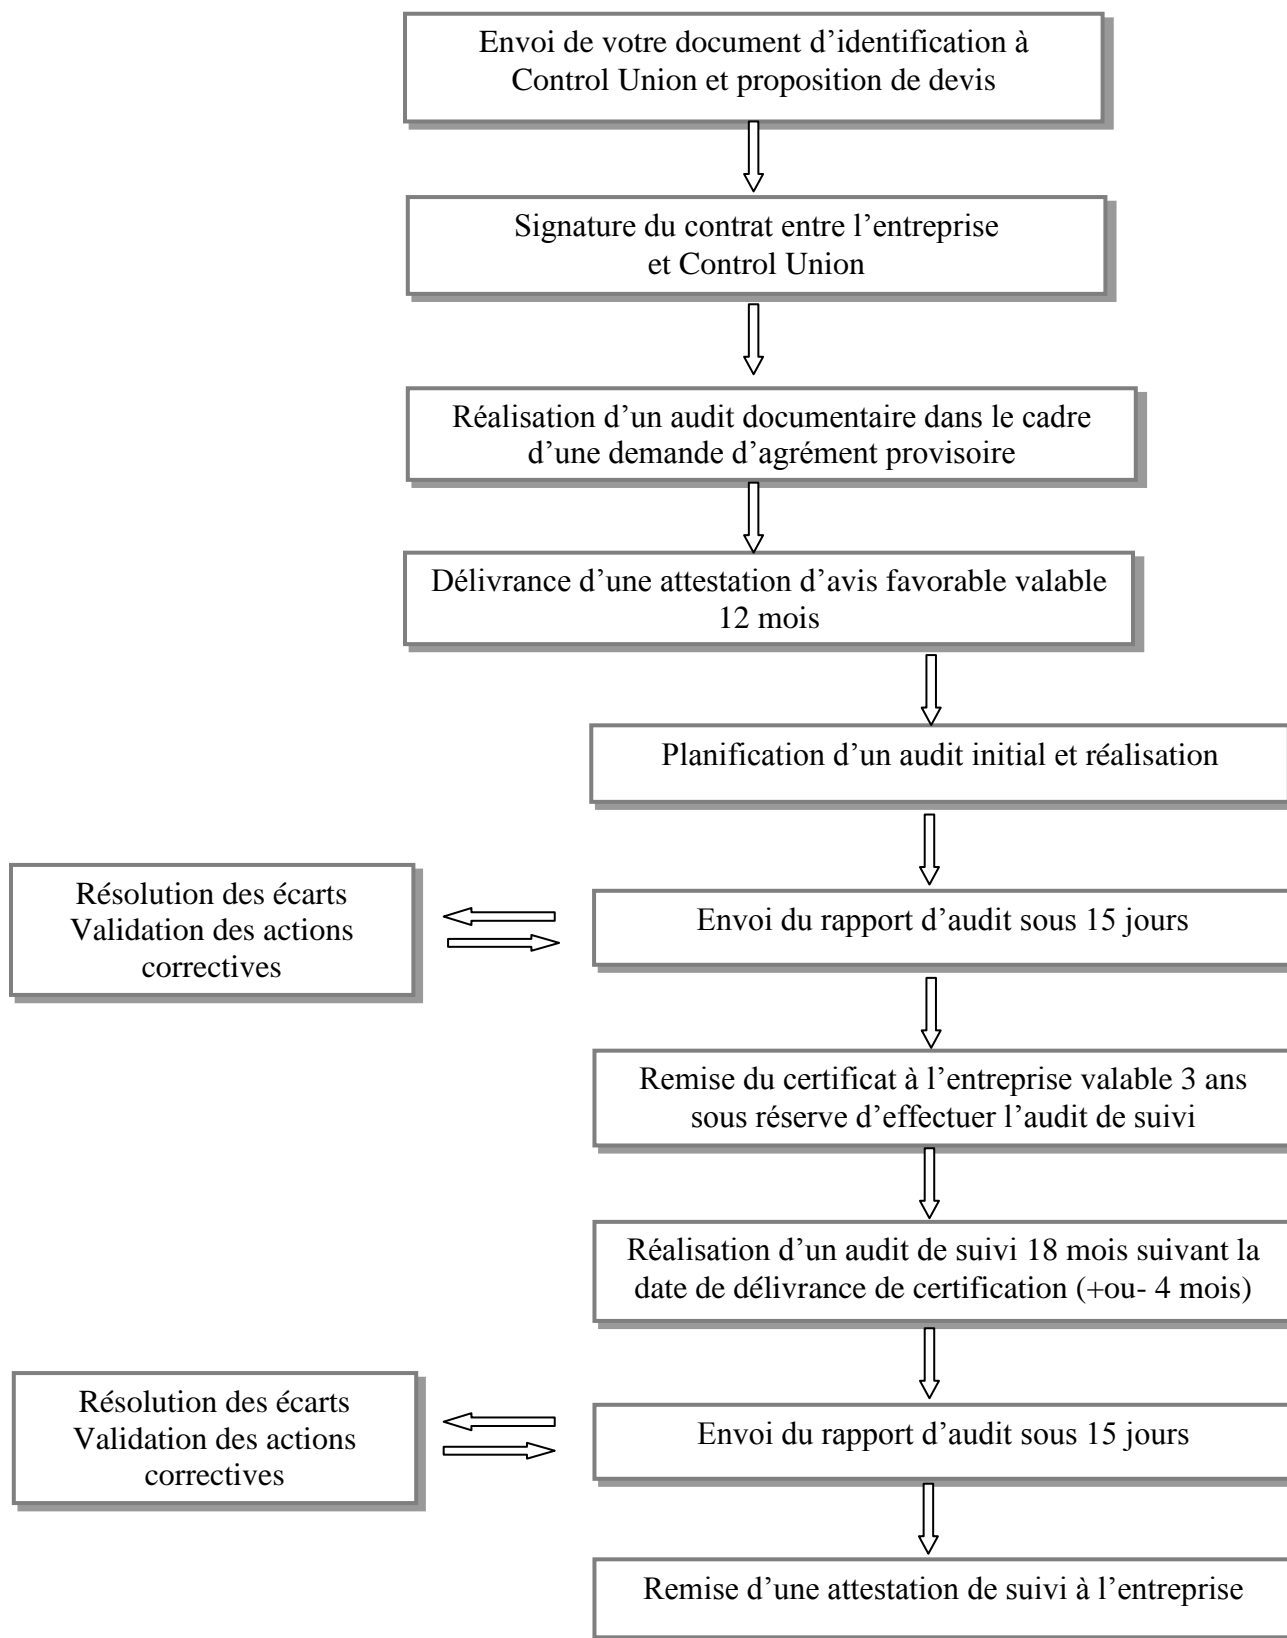 Envoi de votre document d’identification à
Control Union et proposition de devis
Signature du contrat entre l’entreprise
et Control Union
Réalisation d’un audit documentaire dans le cadre
d’une demande d’agrément provisoire
Délivrance d’une attestation d’avis favorable valable
12 mois
Planification d’un audit initial et réalisation
Résolution des écarts
Validation des actions
correctives
Envoi du rapport d’audit sous 15 jours
Remise du certificat à l’entreprise valable 3 ans
sous réserve d’effectuer l’audit de suivi
Réalisation d’un audit de suivi 18 mois suivant la
date de délivrance de certification (+ou- 4 mois)
Résolution des écarts
Validation des actions
correctives
Envoi du rapport d’audit sous 15 jours
Remise d’une attestation de suivi à l’entreprise